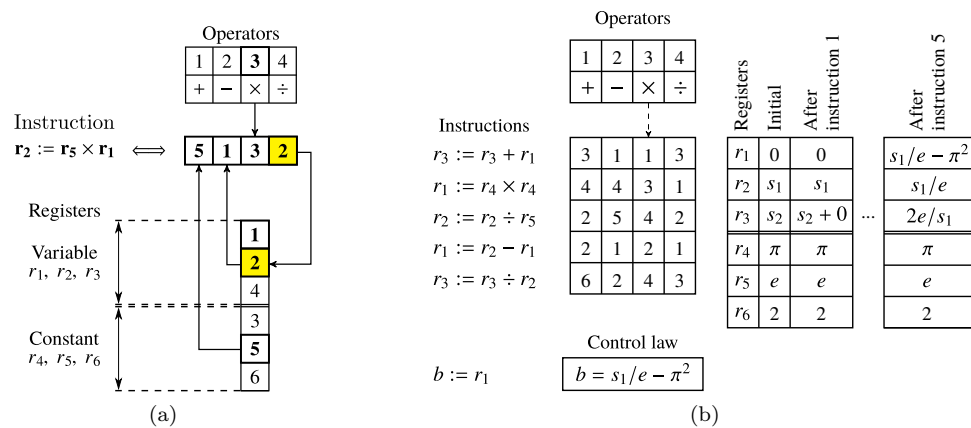 Operators
1 2 3 4
+ − × ÷
Instruction
r₂ := r₅ × r₁ ⟺ 5 1 3 2
Registers
Variable
r₁, r₂, r₃
1
2
4
Constant
r₄, r₅, r₆
3
5
6
(a)
Operators
1 2 3 4
+ − × ÷
Instructions
r₃ := r₃ + r₁ 3 1 1 3
r₁ := r₄ × r₄ 4 4 3 1
r₂ := r₂ ÷ r₅ 2 5 4 2
r₁ := r₂ − r₁ 2 1 2 1
r₃ := r₃ ÷ r₂ 6 2 4 3
Control law
b := r₁ b = s₁/e − π²
Registers
Initial
After
instruction 1
After
instruction 5
r₁ 0 0 s₁/e − π²
r₂ s₁ s₁ s₁/e
r₃ s₂ s₂ + 0 ... 2e/s₁
r₄ π π π
r₅ e e e
r₆ 2 2 2
(b)